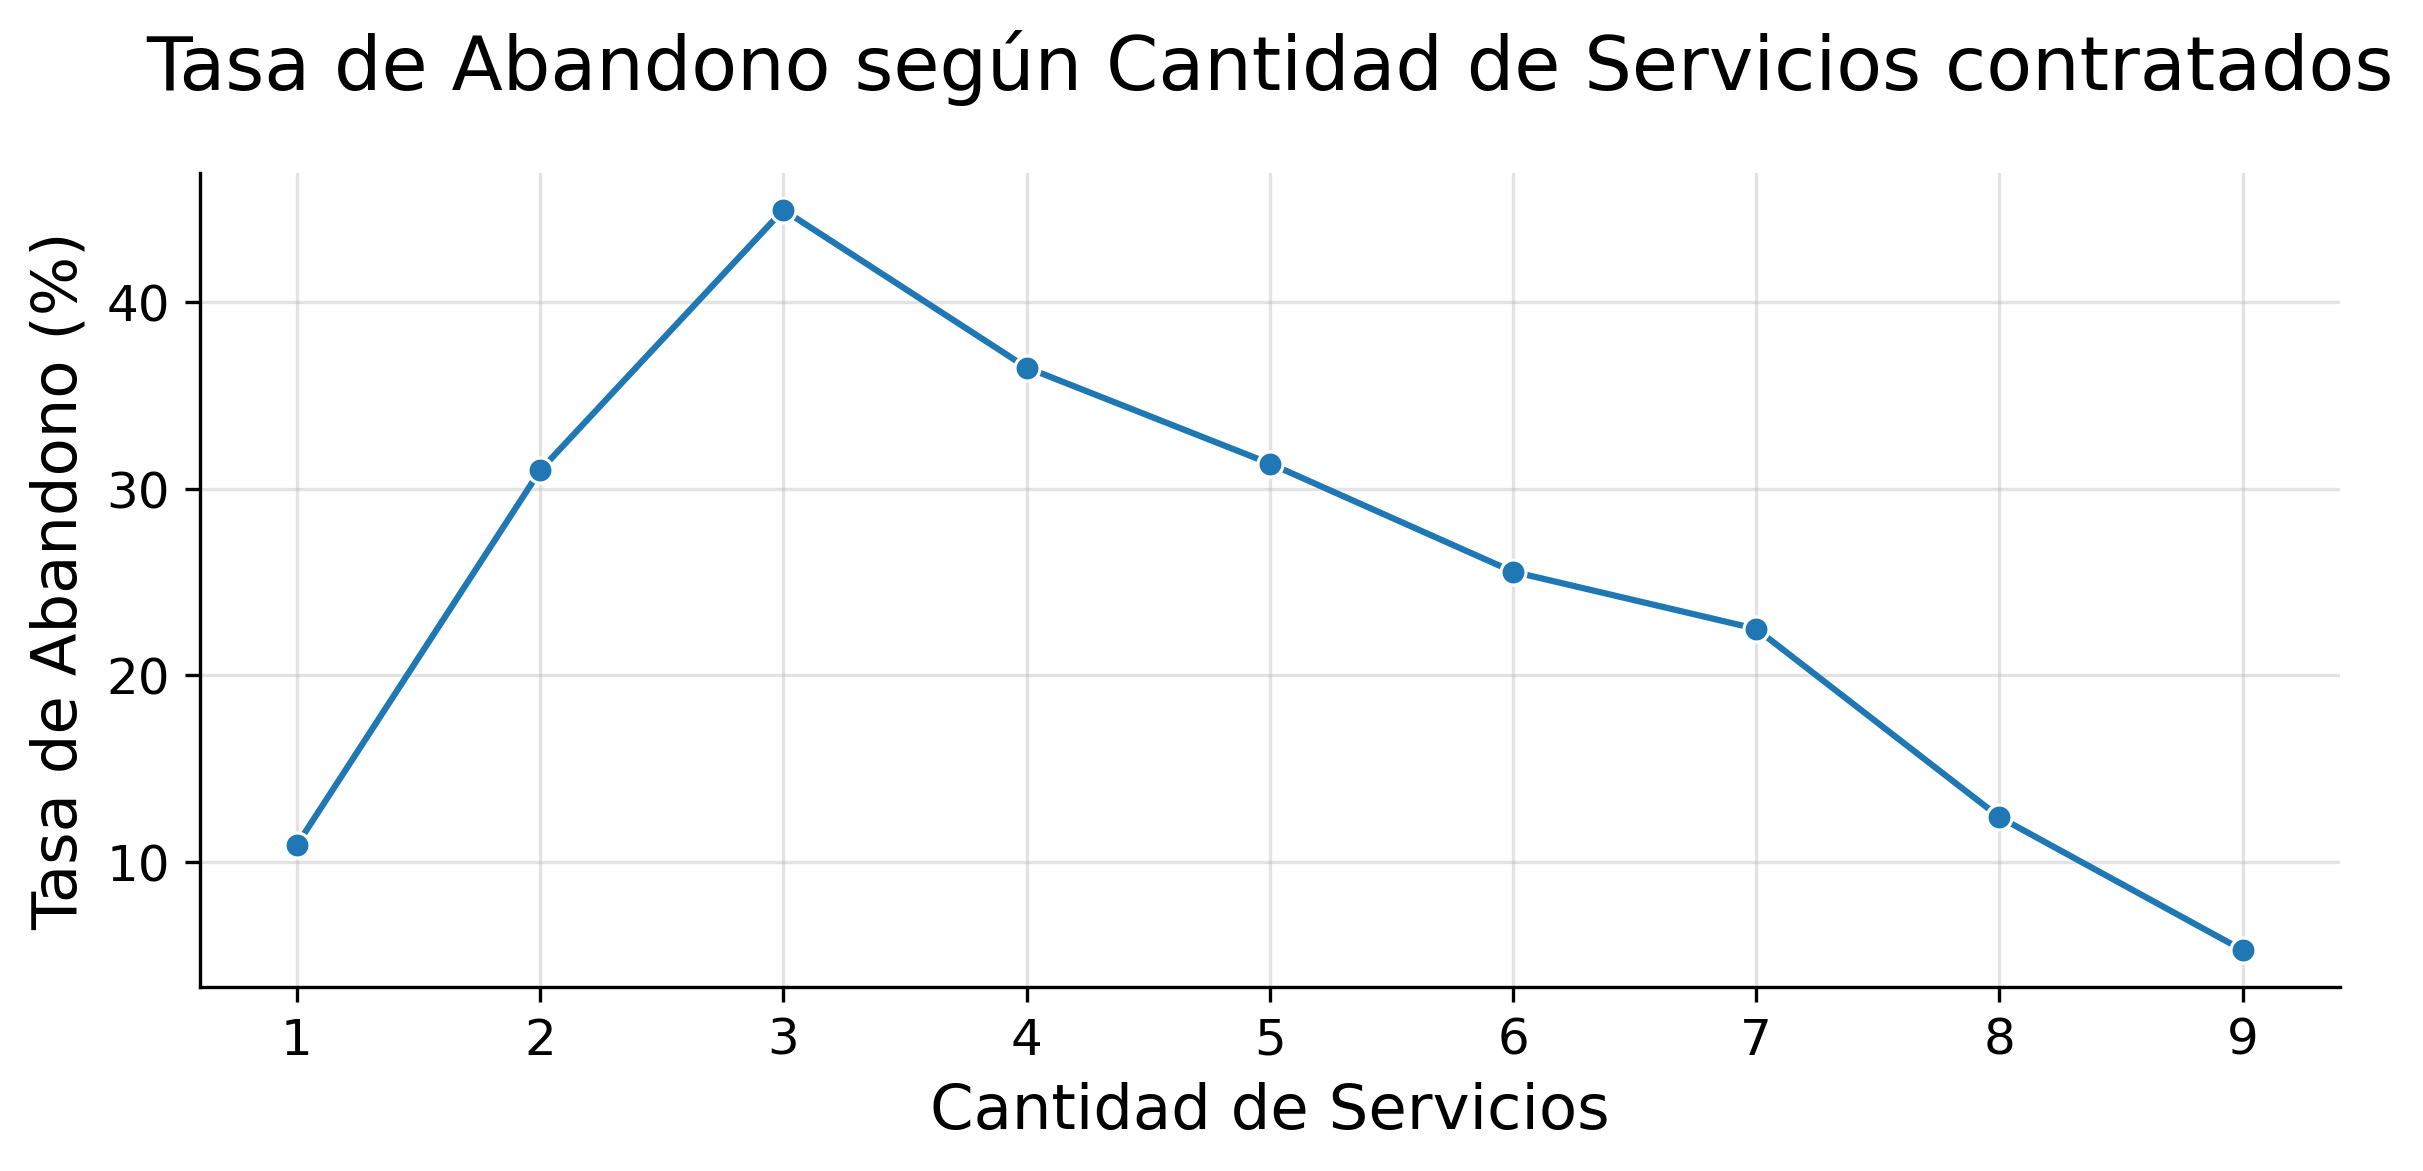 Tasa de Abandono según Cantidad de Servicios contratados
Tasa de Abandono (%)
40
30
20
10
1 2 3 4 5 6 7 8 9
Cantidad de Servicios